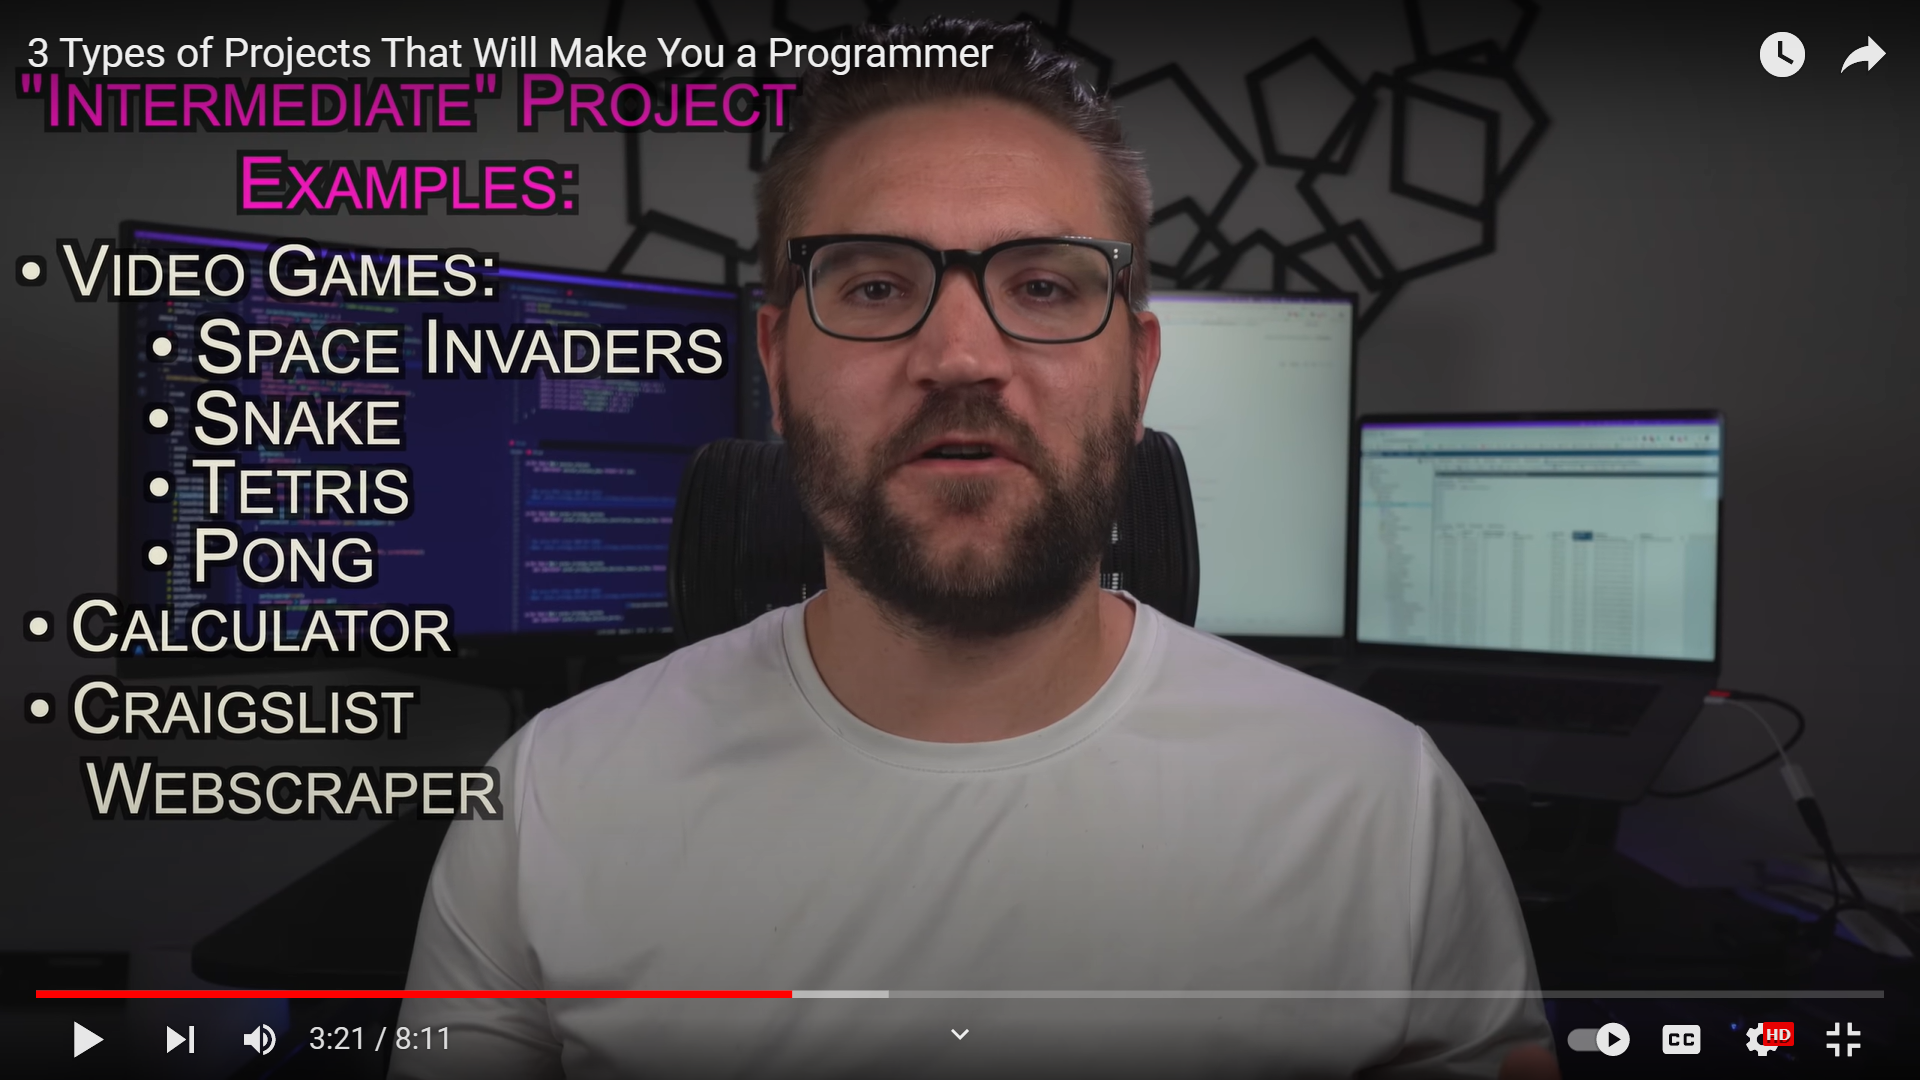 3 Types of Projects That Will Make You a Programmer
"INTERMEDIATE" PROJECT
EXAMPLES:
• VIDEO GAMES:
• SPACE INVADERS
• SNAKE
• TETRIS
• PONG
• CALCULATOR
• CRAIGSLIST
WEBSCRAPER
3:21 / 8:11
CC
HD